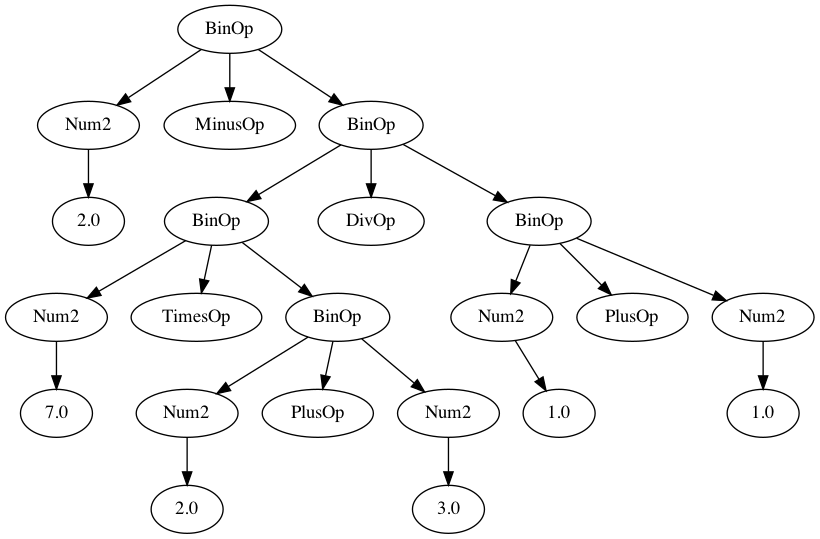 BinOp
Num2 MinusOp BinOp
2.0 BinOp DivOp BinOp
Num2 TimesOp BinOp Num2 PlusOp Num2
7.0 Num2 PlusOp Num2 1.0 1.0
2.0 3.0